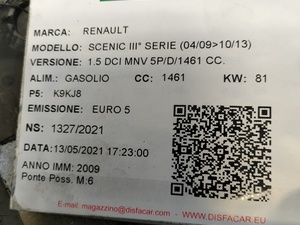 MARCA: RENAULT
MODELLO: SCENIC III° SERIE (04/09>10/13)
VERSIONE: 1.5 DCI MNV 5P/D/1461 CC.
ALIM.: GASOLIO CC: 1461 KW: 81
P5: K9KJ8
EMISSIONE: EURO 5
NS: 1327/2021
DATA:13/05/2021 17:23:00
ANNO IMM: 2009
Ponte Poss. M:6
E-mail: magazzino@disfacar.eu WWW.DISFACAR.EU